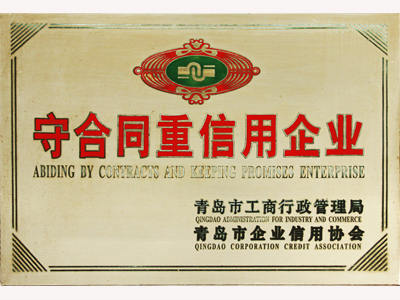 守合同重信用企业
ABIDING BY CONTRACTS AND KEEPING PROMISES ENTERPRISE
青岛市工商行政管理局
QINGDAO ADMINISTRATION FOR INDUSTRY AND COMMERCE
青岛市企业信用协会
QINGDAO CORPORATION CREDIT ASSOCIATION